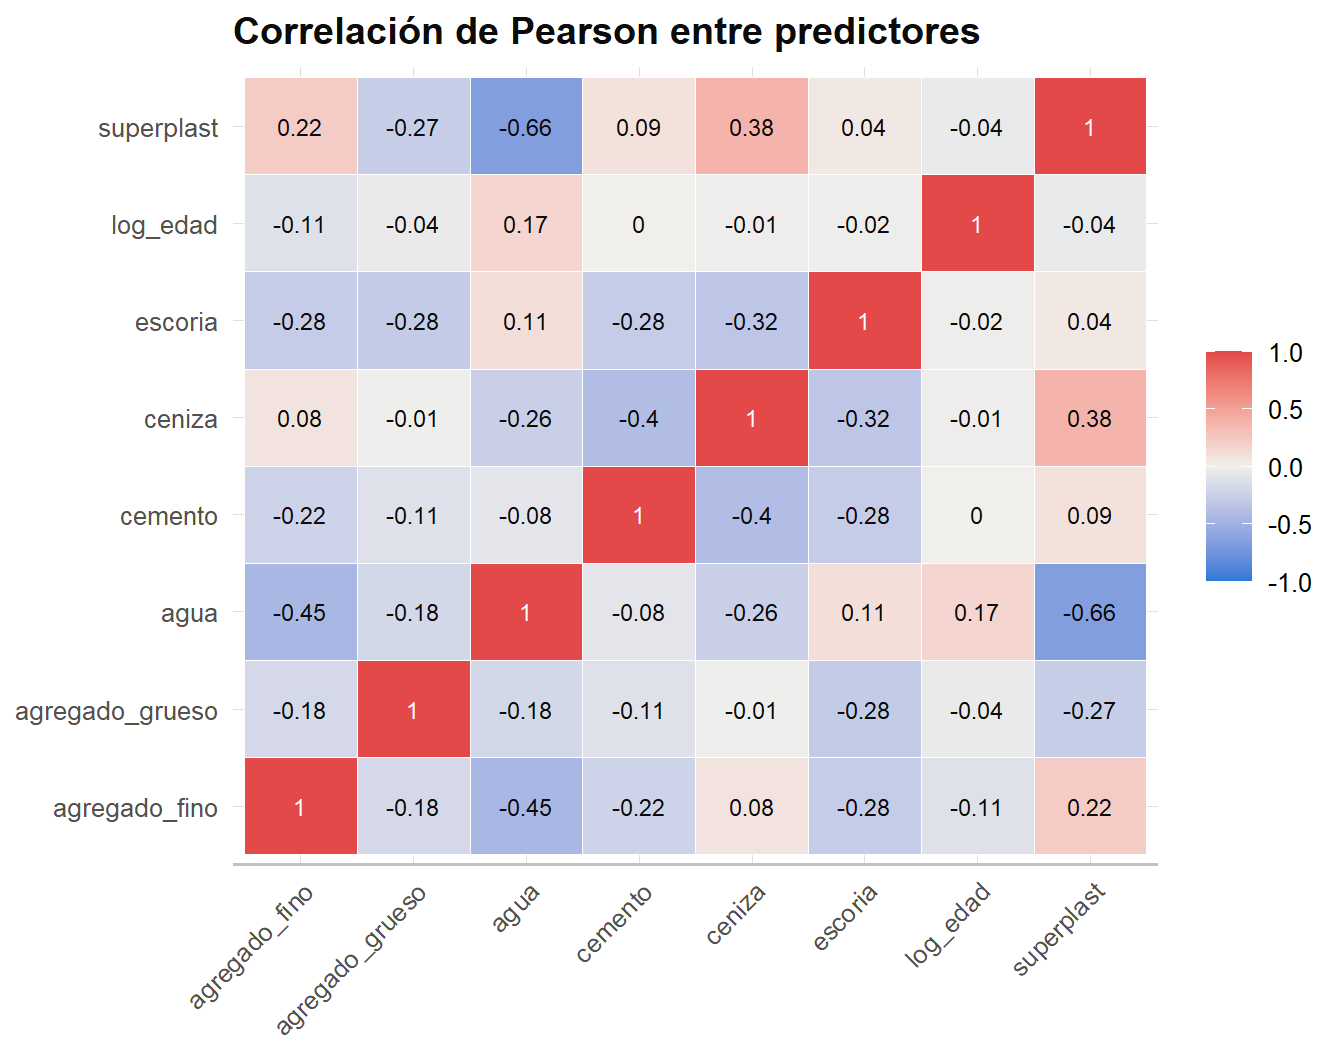 Correlación de Pearson entre predictores
superplast 0.22 -0.27 -0.66 0.09 0.38 0.04 -0.04 1
log_edad -0.11 -0.04 0.17 0 -0.01 -0.02 1 -0.04
escoria -0.28 -0.28 0.11 -0.28 -0.32 1 -0.02 0.04
ceniza 0.08 -0.01 -0.26 -0.4 1 -0.32 -0.01 0.38
cemento -0.22 -0.11 -0.08 1 -0.4 -0.28 0 0.09
agua -0.45 -0.18 1 -0.08 -0.26 0.11 0.17 -0.66
agregado_grueso -0.18 1 -0.18 -0.11 -0.01 -0.28 -0.04 -0.27
agregado_fino 1 -0.18 -0.45 -0.22 0.08 -0.28 -0.11 0.22
agregado_fino agregado_grueso agua cemento ceniza escoria log_edad superplast
1.0
0.5
0.0
-0.5
-1.0